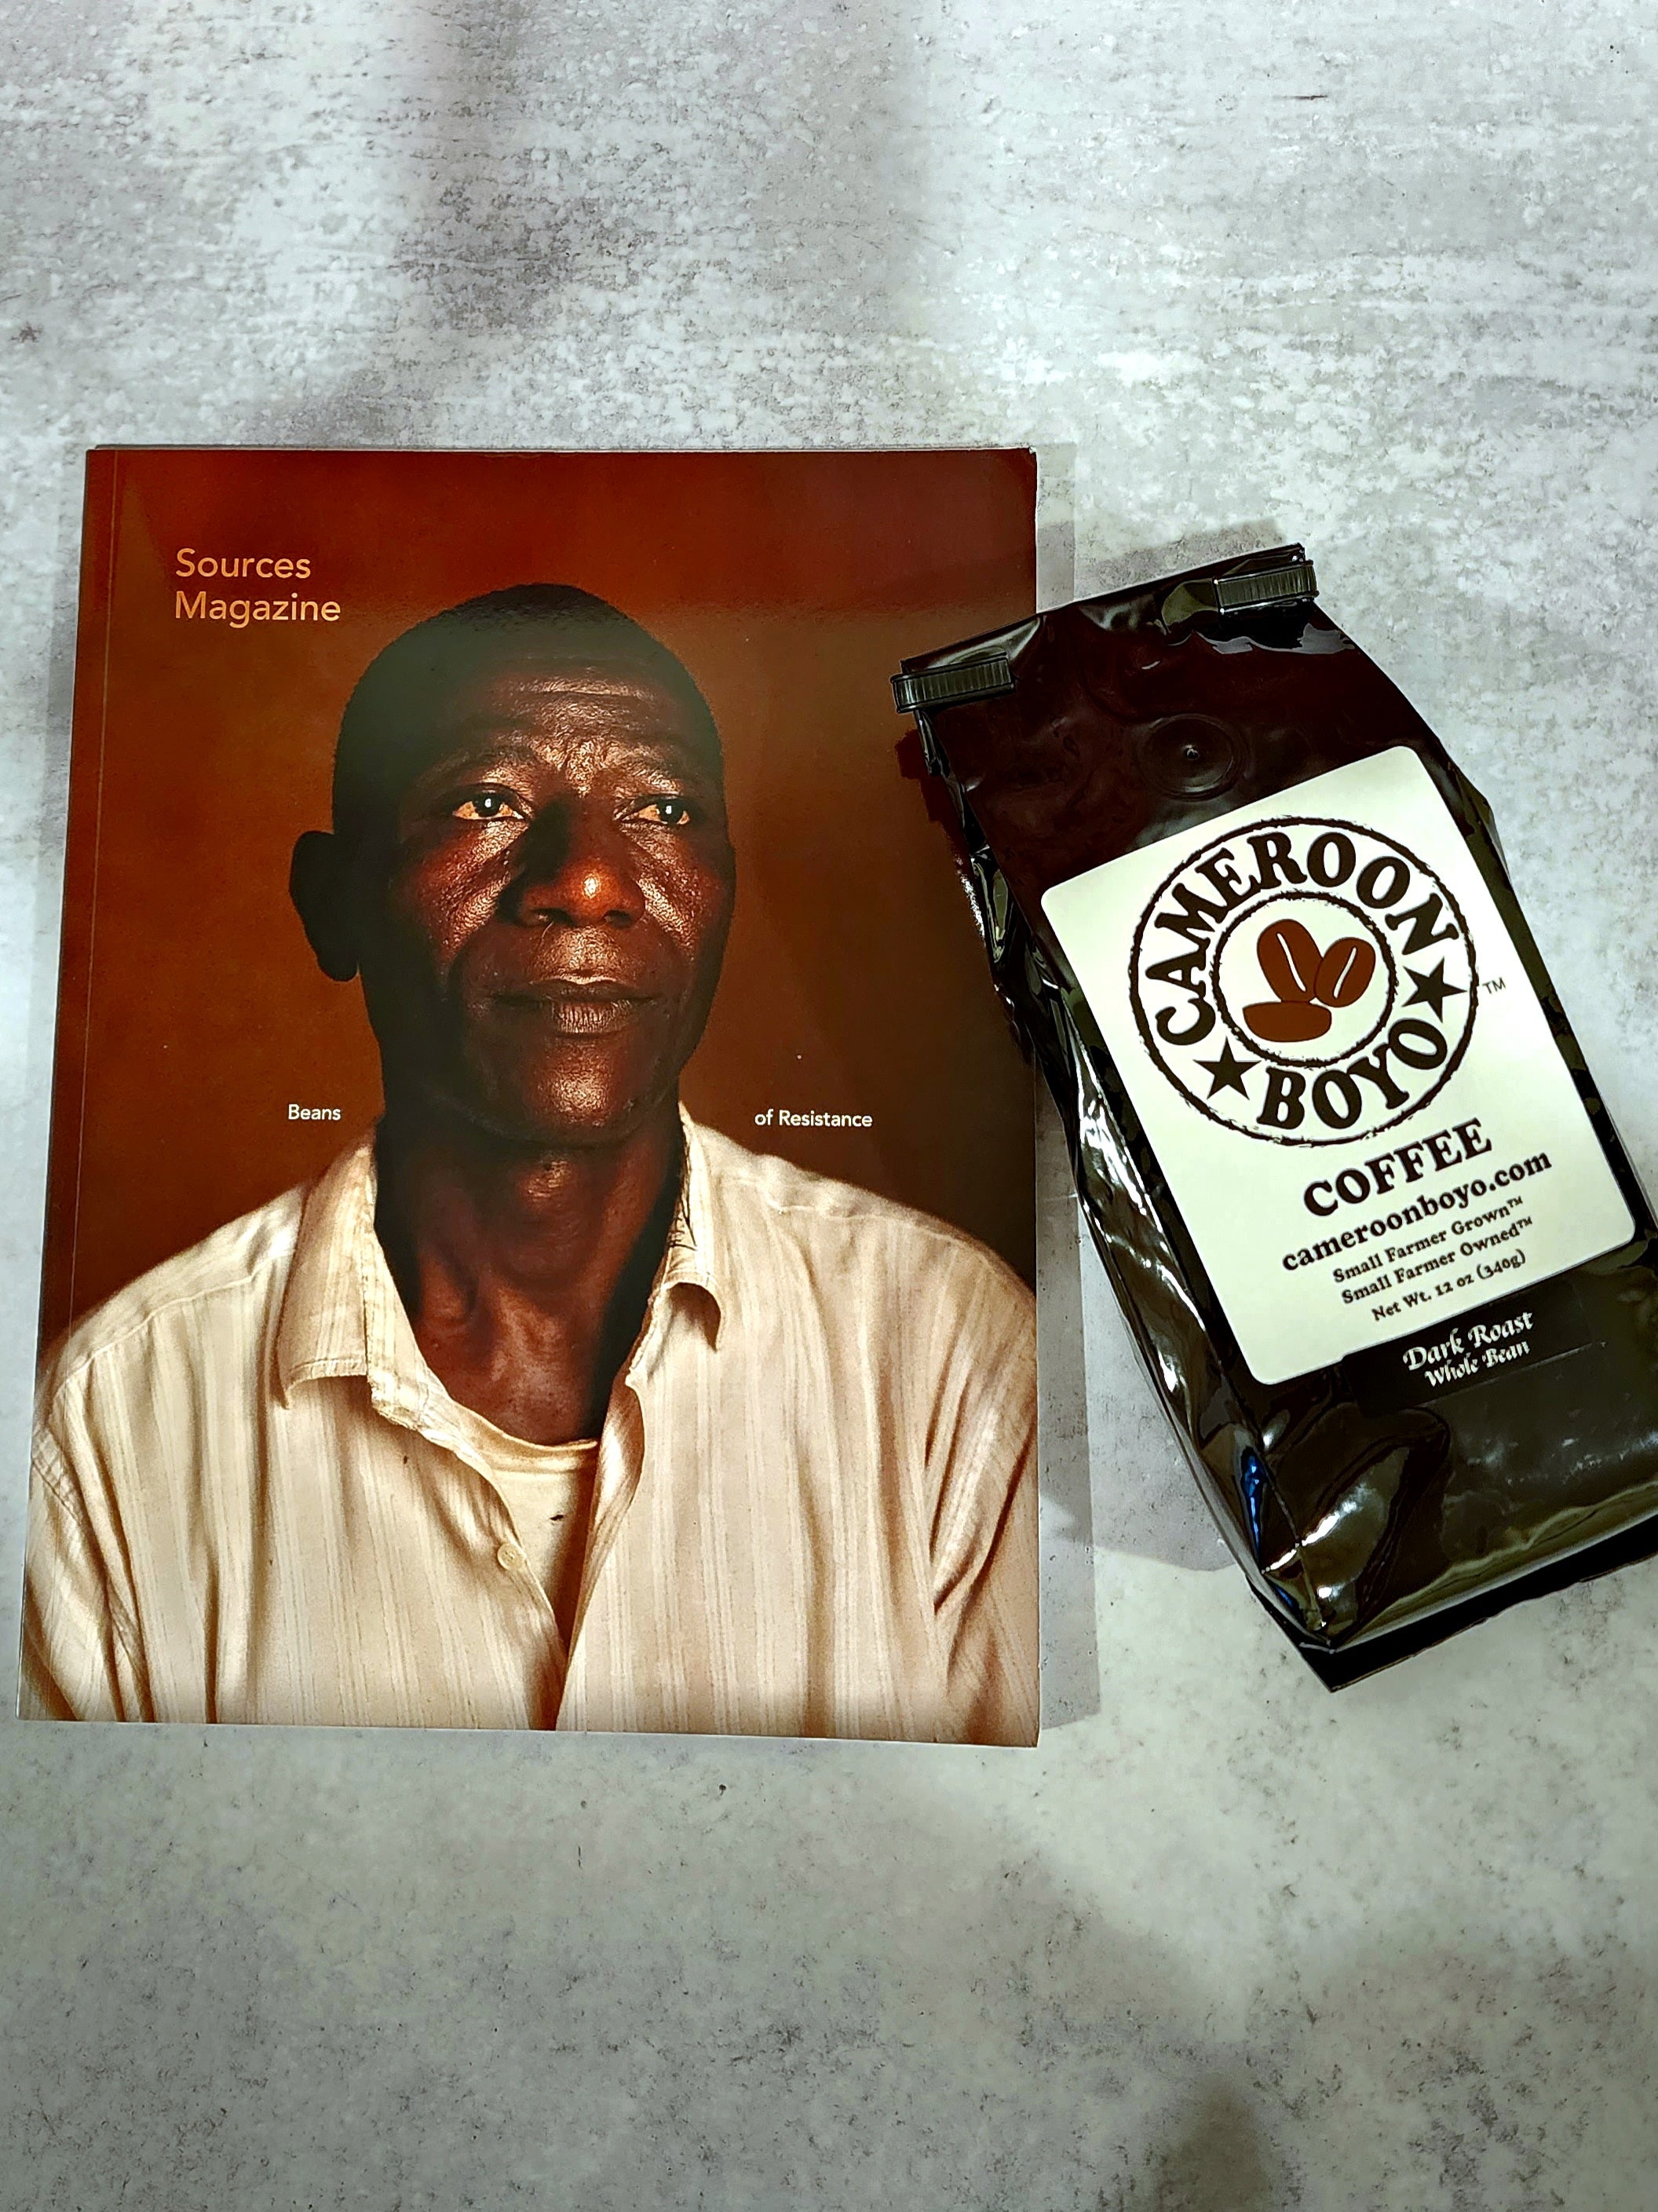 Sources
Magazine
Beans
of Resistance
CAMEROON
BOYO
TM
COFFEE
cameroonboyo.com
Small Farmer Grown™
Small Farmer Owned™
Net Wt. 12 oz (340g)
Dark Roast
Whole Bean